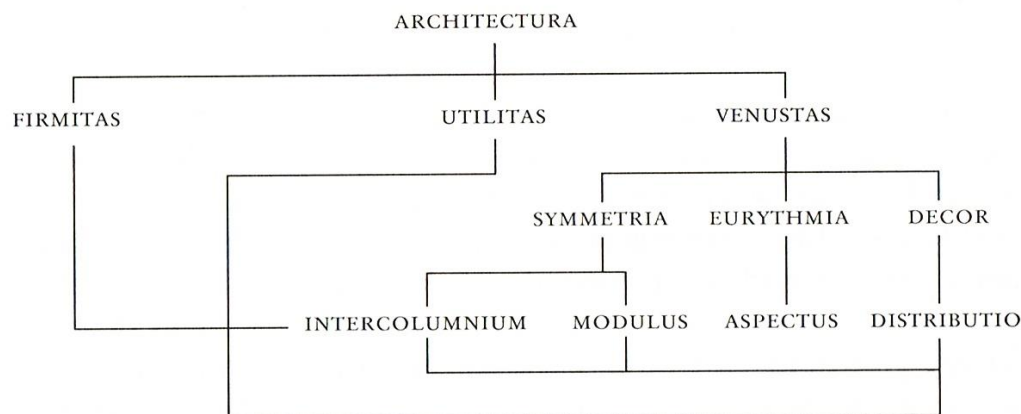 ARCHITECTURA
FIRMITAS UTILITAS VENUSTAS
SYMMETRIA EURYTHMIA DECOR
INTERCOLUMNIUM MODULUS ASPECTUS DISTRIBUTIO